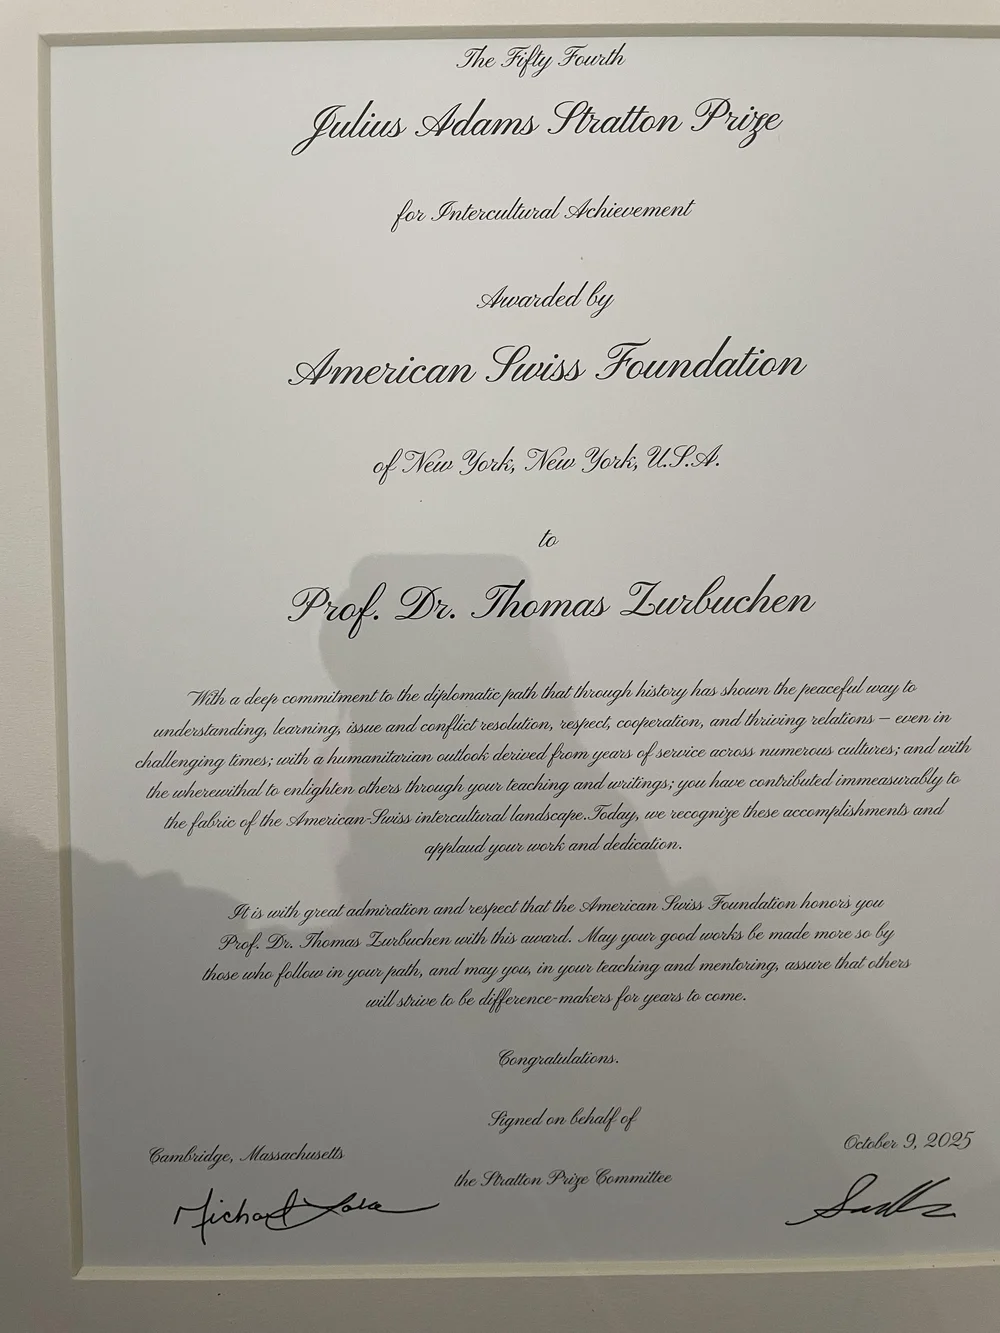 The Fifty Fourth
Julius Adams Stratton Prize
for Intercultural Achievement
Awarded by
American Swiss Foundation
of New York, New York, U.S.A.
to
Prof. Dr. Thomas Zurbuchen
With a deep commitment to the diplomatic path that through history has shown the peaceful way to
understanding, learning, issue and conflict resolution, respect, cooperation, and thriving relations – even in
challenging times; with a humanitarian outlook derived from years of service across numerous cultures; and with
the wherewithal to enlighten others through your teaching and writings; you have contributed immeasurably to
the fabric of the American-Swiss intercultural landscape.Today, we recognize these accomplishments and
applaud your work and dedication.
It is with great admiration and respect that the American Swiss Foundation honors you
Prof. Dr. Thomas Zurbuchen with this award. May your good works be made more so by
those who follow in your path, and may you, in your teaching and mentoring, assure that others
will strive to be difference-makers for years to come.
Congratulations.
Signed on behalf of
Cambridge, Massachusetts
October 9, 2025
the Stratton Prize Committee
Michael